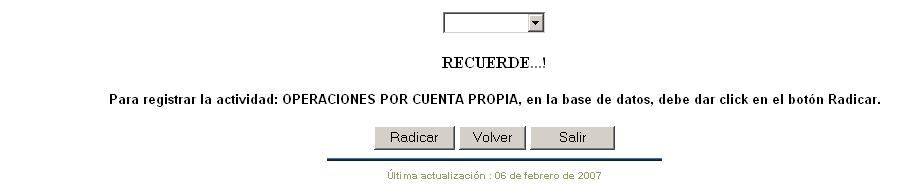 RECUERDE...!
Para registrar la actividad: OPERACIONES POR CUENTA PROPIA, en la base de datos, debe dar click en el botón Radicar.
Radicar Volver Salir
Última actualización : 06 de febrero de 2007